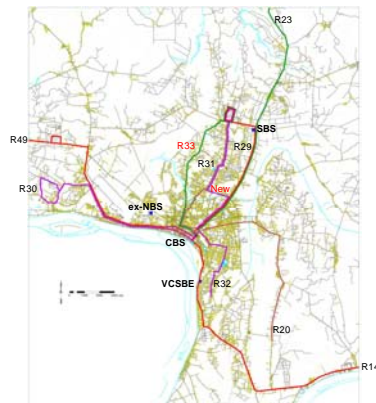 R23
SBS
R49
R33
R29
R31
R30
New
ex-NBS
CBS
VCSBE
R32
R20
R14